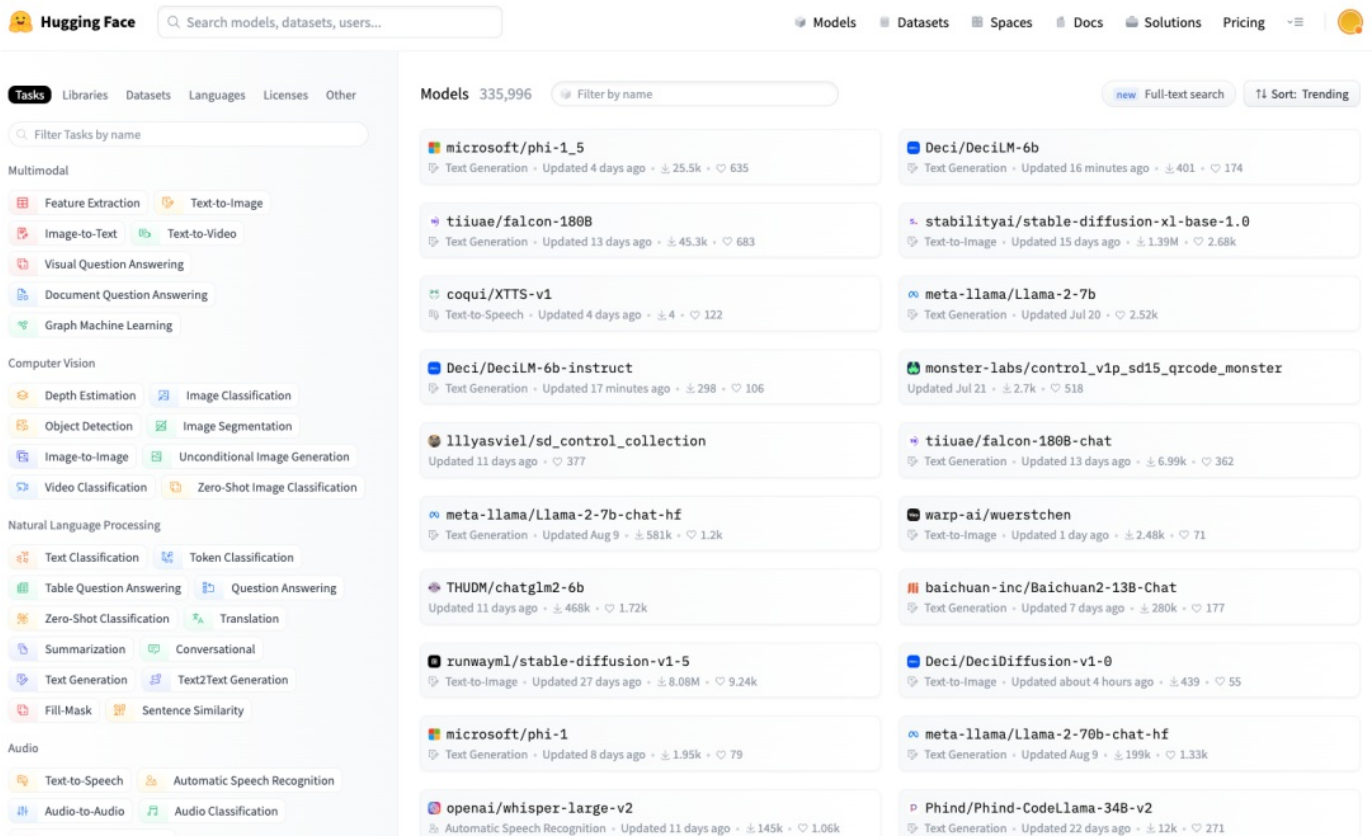 Hugging Face
Search models, datasets, users...
Models
Datasets
Spaces
Docs
Solutions
Pricing
Tasks
Libraries
Datasets
Languages
Licenses
Other
Filter Tasks by name
Multimodal
Feature Extraction
Text-to-Image
Image-to-Text
Text-to-Video
Visual Question Answering
Document Question Answering
Graph Machine Learning
Computer Vision
Depth Estimation
Image Classification
Object Detection
Image Segmentation
Image-to-Image
Unconditional Image Generation
Video Classification
Zero-Shot Image Classification
Natural Language Processing
Text Classification
Token Classification
Table Question Answering
Question Answering
Zero-Shot Classification
Translation
Summarization
Conversational
Text Generation
Text2Text Generation
Fill-Mask
Sentence Similarity
Audio
Text-to-Speech
Automatic Speech Recognition
Audio-to-Audio
Audio Classification
Models 335,996
Filter by name
new Full-text search
Sort: Trending
microsoft/phi-1_5
Text Generation • Updated 4 days ago • 25.5k • 635
Deci/DeciLM-6b
Text Generation • Updated 16 minutes ago • 401 • 174
tiiuae/falcon-180B
Text Generation • Updated 13 days ago • 45.3k • 683
stabilityai/stable-diffusion-xl-base-1.0
Text-to-Image • Updated 15 days ago • 1.39M • 2.68k
coqui/XTTS-v1
Text-to-Speech • Updated 4 days ago • 4 • 122
meta-llama/Llama-2-7b
Text Generation • Updated Jul 20 • 2.52k
Deci/DeciLM-6b-instruct
Text Generation • Updated 17 minutes ago • 298 • 106
monster-labs/control_v1p_sd15_qrcode_monster
Updated Jul 21 • 2.7k • 518
lllyasviel/sd_control_collection
Updated 11 days ago • 377
tiiuae/falcon-180B-chat
Text Generation • Updated 13 days ago • 6.99k • 362
meta-llama/Llama-2-7b-chat-hf
Text Generation • Updated Aug 9 • 581k • 1.2k
warp-ai/wuerstchen
Text-to-Image • Updated 1 day ago • 2.48k • 71
THUDM/chatglm2-6b
Updated 11 days ago • 468k • 1.72k
baichuan-inc/Baichuan2-13B-Chat
Text Generation • Updated 7 days ago • 280k • 177
runwayml/stable-diffusion-v1-5
Text-to-Image • Updated 27 days ago • 8.08M • 9.24k
Deci/DeciDiffusion-v1-0
Text-to-Image • Updated about 4 hours ago • 439 • 55
microsoft/phi-1
Text Generation • Updated 8 days ago • 1.95k • 79
meta-llama/Llama-2-70b-chat-hf
Text Generation • Updated Aug 9 • 199k • 1.33k
openai/whisper-large-v2
Automatic Speech Recognition • Updated 11 days ago • 145k • 1.06k
Phind/Phind-CodeLlama-34B-v2
Text Generation • Updated 22 days ago • 12k • 271